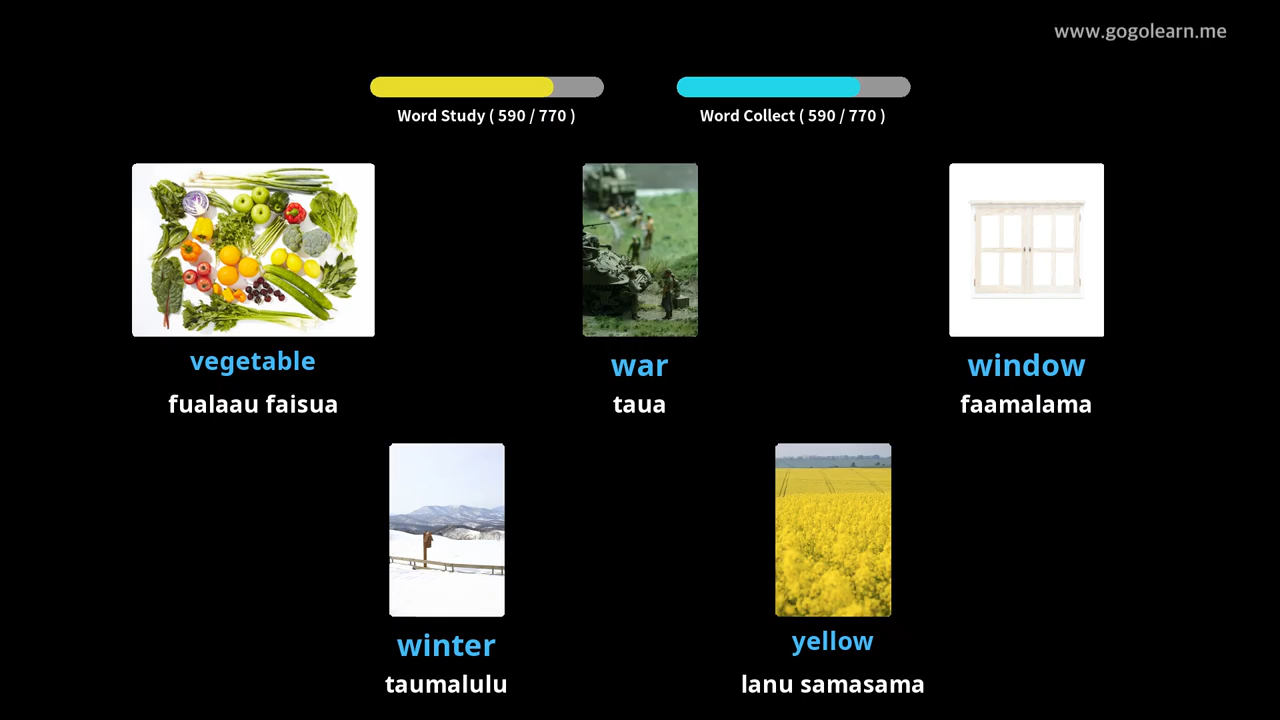 www.gogolearn.me
Word Study ( 590 / 770 )
Word Collect ( 590 / 770 )
vegetable
fualaau faisua
war
taua
window
faamalama
winter
taumalulu
yellow
lanu samasama